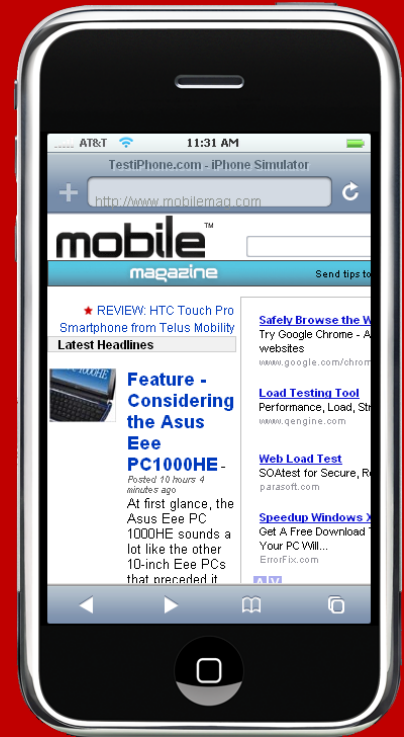 AT&T 11:31 AM
TestiPhone.com - iPhone Simulator
http://www.mobilemag.com
mobile™
magazine
Send tips to
★ REVIEW: HTC Touch Pro
Smartphone from Telus Mobility
Latest Headlines
Feature -
Considering
the Asus
Eee
PC1000HE -
Posted 10 hours 4
minutes ago
At first glance, the
Asus Eee PC
1000HE sounds a
lot like the other
10-inch Eee PCs
that preceded it
Safely Browse the W
Try Google Chrome - A
websites
www.google.com/chrom
Load Testing Tool
Performance, Load, Str
www.qengine.com
Web Load Test
SOAtest for Secure, R
parasoft.com
Speedup Windows X
Get A Free Download
Your PC Will...
ErrorFix.com